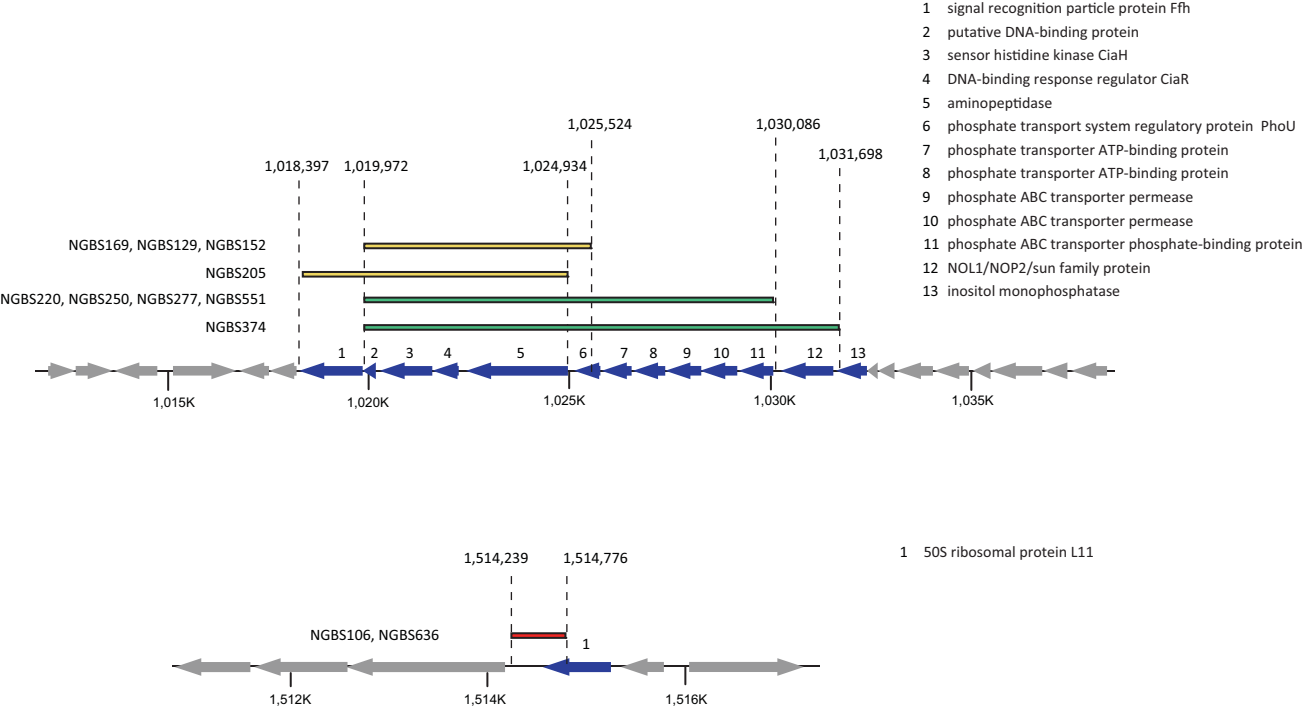 1 signal recognition particle protein Ffh
2 putative DNA-binding protein
3 sensor histidine kinase CiaH
4 DNA-binding response regulator CiaR
5 aminopeptidase
6 phosphate transport system regulatory protein PhoU
7 phosphate transporter ATP-binding protein
8 phosphate transporter ATP-binding protein
9 phosphate ABC transporter permease
10 phosphate ABC transporter permease
11 phosphate ABC transporter phosphate-binding protein
12 NOL1/NOP2/sun family protein
13 inositol monophosphatase
1,025,524 1,030,086
1,018,397 1,019,972 1,024,934 1,031,698
NGBS169, NGBS129, NGBS152
NGBS205
NGBS220, NGBS250, NGBS277, NGBS551
NGBS374
1 2 3 4 5 6 7 8 9 10 11 12 13
1,015K 1,020K 1,025K 1,030K 1,035K
1,514,239 1,514,776
1 50S ribosomal protein L11
NGBS106, NGBS636
1
1,512K 1,514K 1,516K